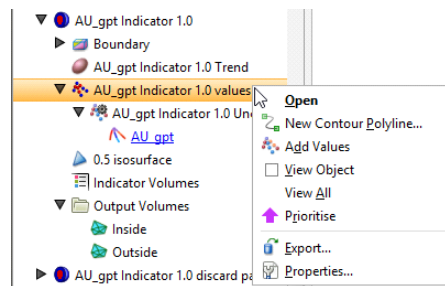 AU_gpt Indicator 1.0
Boundary
AU_gpt Indicator 1.0 Trend
AU_gpt Indicator 1.0 values
AU_gpt Indicator 1.0
AU_gpt
0.5 isosurface
Indicator Volumes
Output Volumes
Inside
Outside
AU_gpt Indicator 1.0 discard
Open
New Contour Polyline...
Add Values
View Object
View All
Prioritise
Export...
Properties...